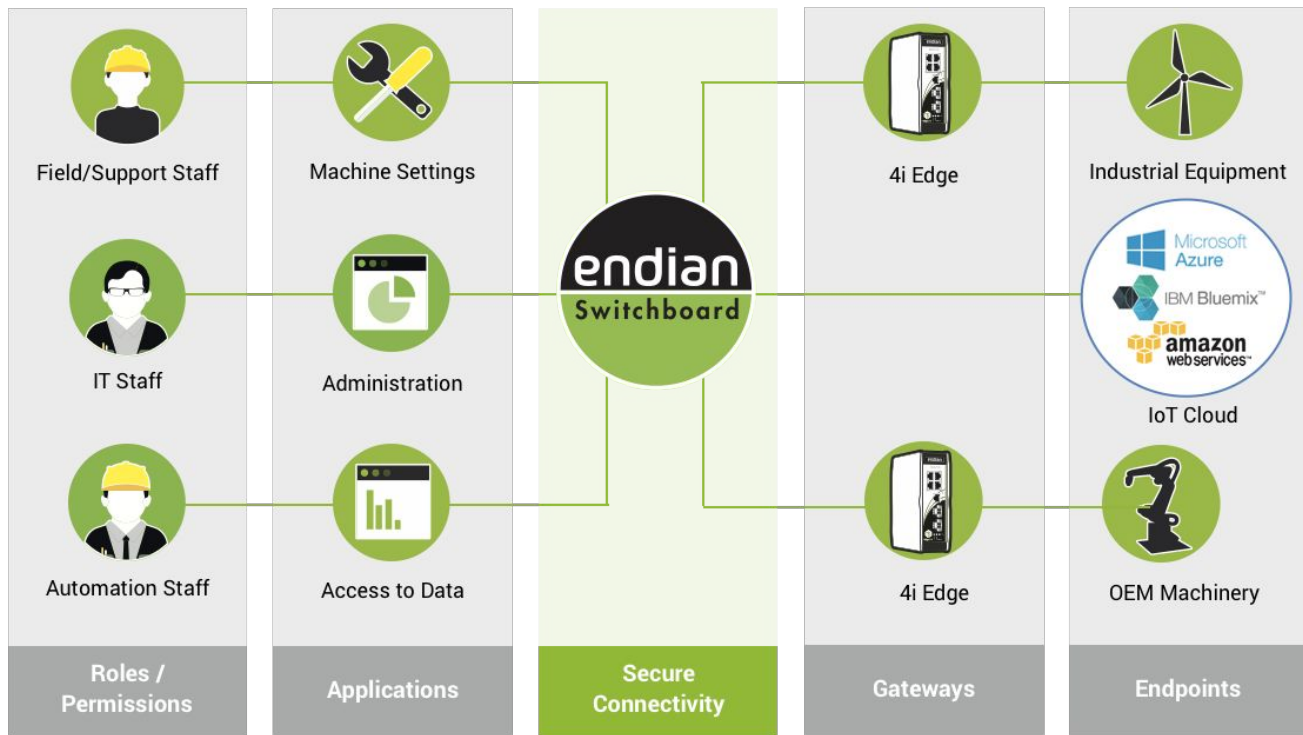 Field/Support Staff
Machine Settings
4i Edge
Industrial Equipment
endian
Switchboard
Microsoft
Azure
IBM Bluemix™
amazon
webservices™
IT Staff
Administration
IoT Cloud
Automation Staff
Access to Data
4i Edge
OEM Machinery
Roles /
Permissions
Applications
Secure
Connectivity
Gateways
Endpoints